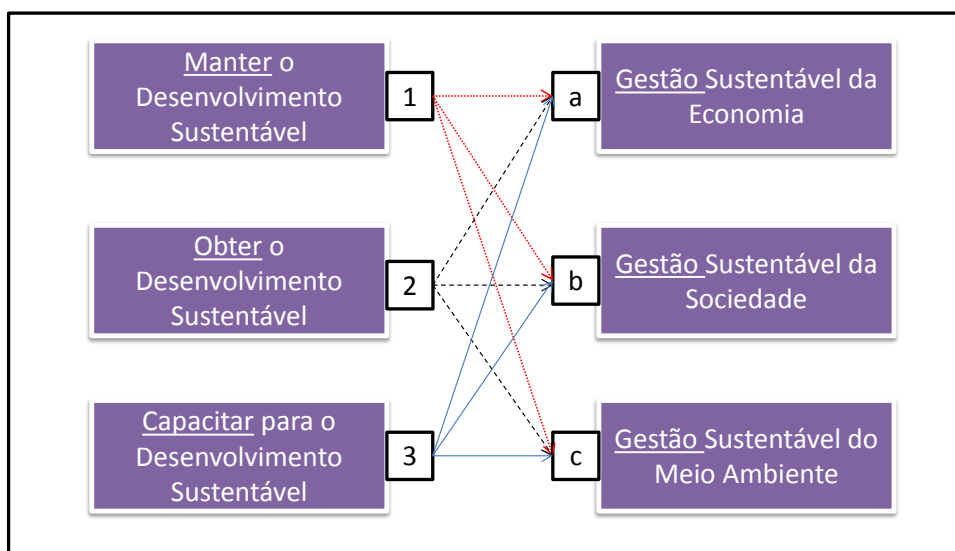 Manter o
Desenvolvimento
Sustentável
1
a
Gestão Sustentável da
Economia
Obter o
Desenvolvimento
Sustentável
2
b
Gestão Sustentável da
Sociedade
Capacitar para o
Desenvolvimento
Sustentável
3
c
Gestão Sustentável do
Meio Ambiente